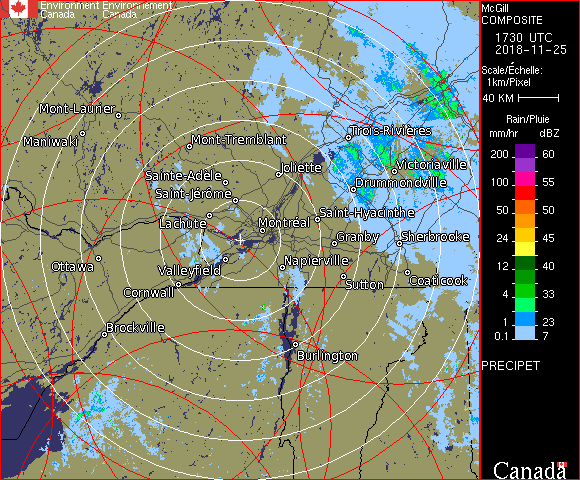 Environment Environnement
Canada Canada
McGill
COMPOSITE
1730 UTC
2018-11-25
Scale/Échelle:
1km/Pixel
40 KM
Rain/Pluie
mm/hr dBZ
200 60
100 55
50 50
24 45
12 40
4 33
1 23
0.1 7
PRECIPET
Canada
Mont-Laurier
Maniwaki
Mont-Tremblant
Trois-Rivières
Sainte-Adèle
Joliette
Victoriaville
Saint-Jérôme
Drummondville
Lachute
Montréal
Saint-Hyacinthe
Granby
Sherbrooke
Ottawa
Valleyfield
Napierville
Cornwall
Sutton
Coaticook
Brockville
Burlington